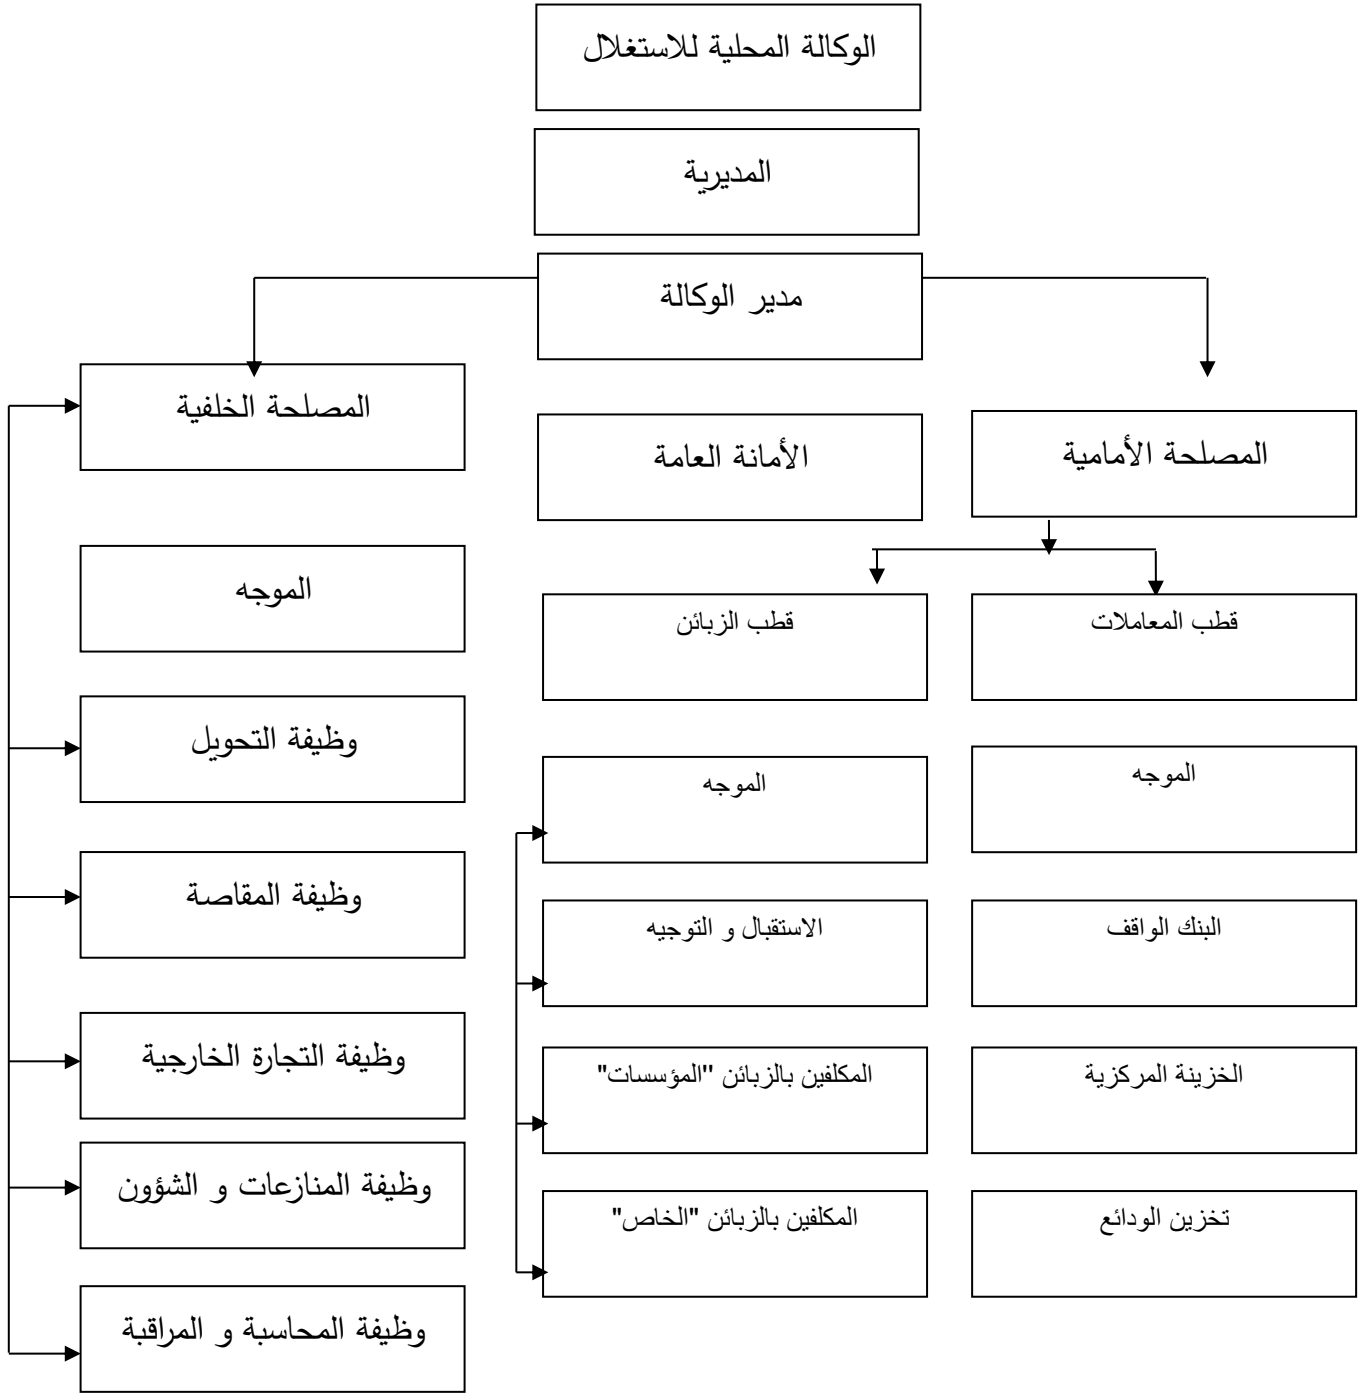 الوكالة المحلية للاستغلال
المديرية
مدير الوكالة
المصلحة الأمامية
الأمانة العامة
المصلحة الخلفية
الموجه
قطب المعاملات
قطب الزبائن
وظيفة التحويل
الموجه
الموجه
وظيفة المقاصة
البنك الواقف
الاستقبال و التوجيه
وظيفة التجارة الخارجية
الخزينة المركزية
المكلفين بالزبائن ''المؤسسات"
وظيفة المنازعات و الشؤون
تخزين الودائع
المكلفين بالزبائن "الخاص"
وظيفة المحاسبة و المراقبة